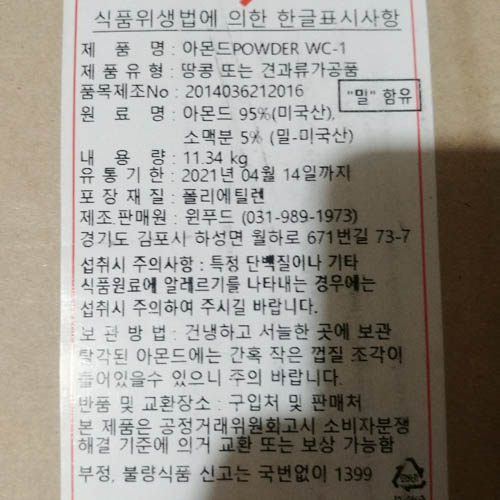 식품위생법에 의한 한글표시사항
제 품 명 : 아몬드POWDER WC-1
제 품 유 형 : 땅콩 또는 견과류가공품
품목제조No : 2014036212016
"밀" 함유
원 료 명 : 아몬드 95%(미국산),
소맥분 5% (밀-미국산)
내 용 량 : 11.34 kg
유 통 기 한 : 2021년 04월 14일까지
포 장 재 질 : 폴리에틸렌
제조판매원 : 윈푸드 (031-989-1973)
경기도 김포시 하성면 월하로 671번길 73-7
섭취시 주의사항 : 특정 단백질이나 기타
식품원료에 알레르기를 나타내는 경우에는
섭취시 주의하여 주시길 바랍니다.
보 관 방 법 : 건냉하고 서늘한 곳에 보관
탈각된 아몬드에는 간혹 작은 껍질 조각이
들어있을수 있으니 주의 바랍니다.
반품 및 교환장소 : 구입처 및 판매처
본 제품은 공정거래위원회고시 소비자분쟁
해결 기준에 의거 교환 또는 보상 가능함
부정, 불량식품 신고는 국번없이 1399